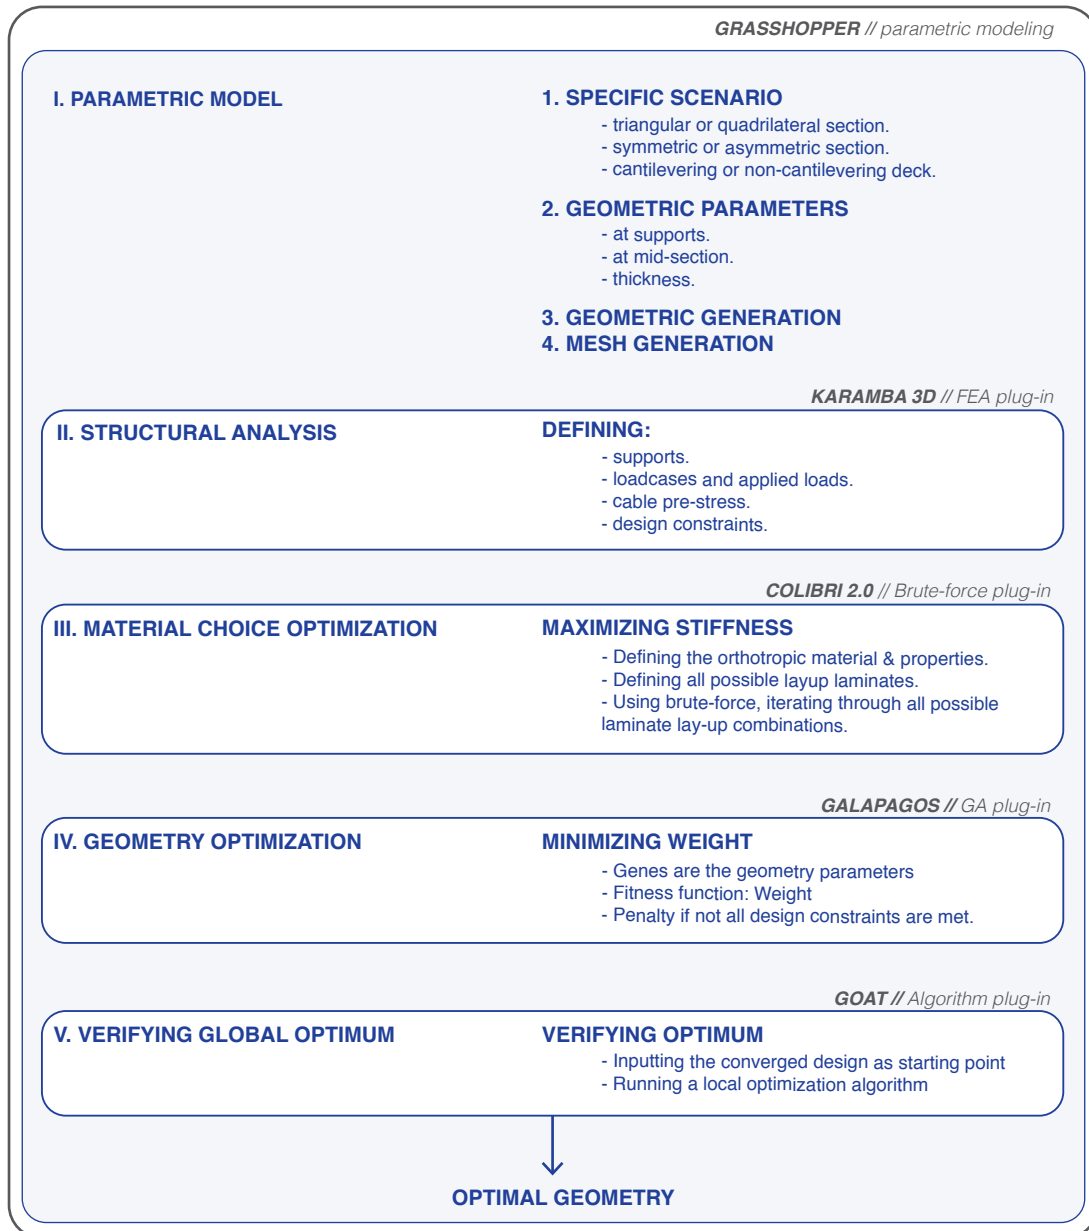 GRASSHOPPER // parametric modeling
I. PARAMETRIC MODEL
1. SPECIFIC SCENARIO
- triangular or quadrilateral section.
- symmetric or asymmetric section.
- cantilevering or non-cantilevering deck.
2. GEOMETRIC PARAMETERS
- at supports.
- at mid-section.
- thickness.
3. GEOMETRIC GENERATION
4. MESH GENERATION
KARAMBA 3D // FEA plug-in
II. STRUCTURAL ANALYSIS
DEFINING:
- supports.
- loadcases and applied loads.
- cable pre-stress.
- design constraints.
COLIBRI 2.0 // Brute-force plug-in
III. MATERIAL CHOICE OPTIMIZATION
MAXIMIZING STIFFNESS
- Defining the orthotropic material & properties.
- Defining all possible layup laminates.
- Using brute-force, iterating through all possible
laminate lay-up combinations.
GALAPAGOS // GA plug-in
IV. GEOMETRY OPTIMIZATION
MINIMIZING WEIGHT
- Genes are the geometry parameters
- Fitness function: Weight
- Penalty if not all design constraints are met.
GOAT // Algorithm plug-in
V. VERIFYING GLOBAL OPTIMUM
VERIFYING OPTIMUM
- Inputting the converged design as starting point
- Running a local optimization algorithm
OPTIMAL GEOMETRY